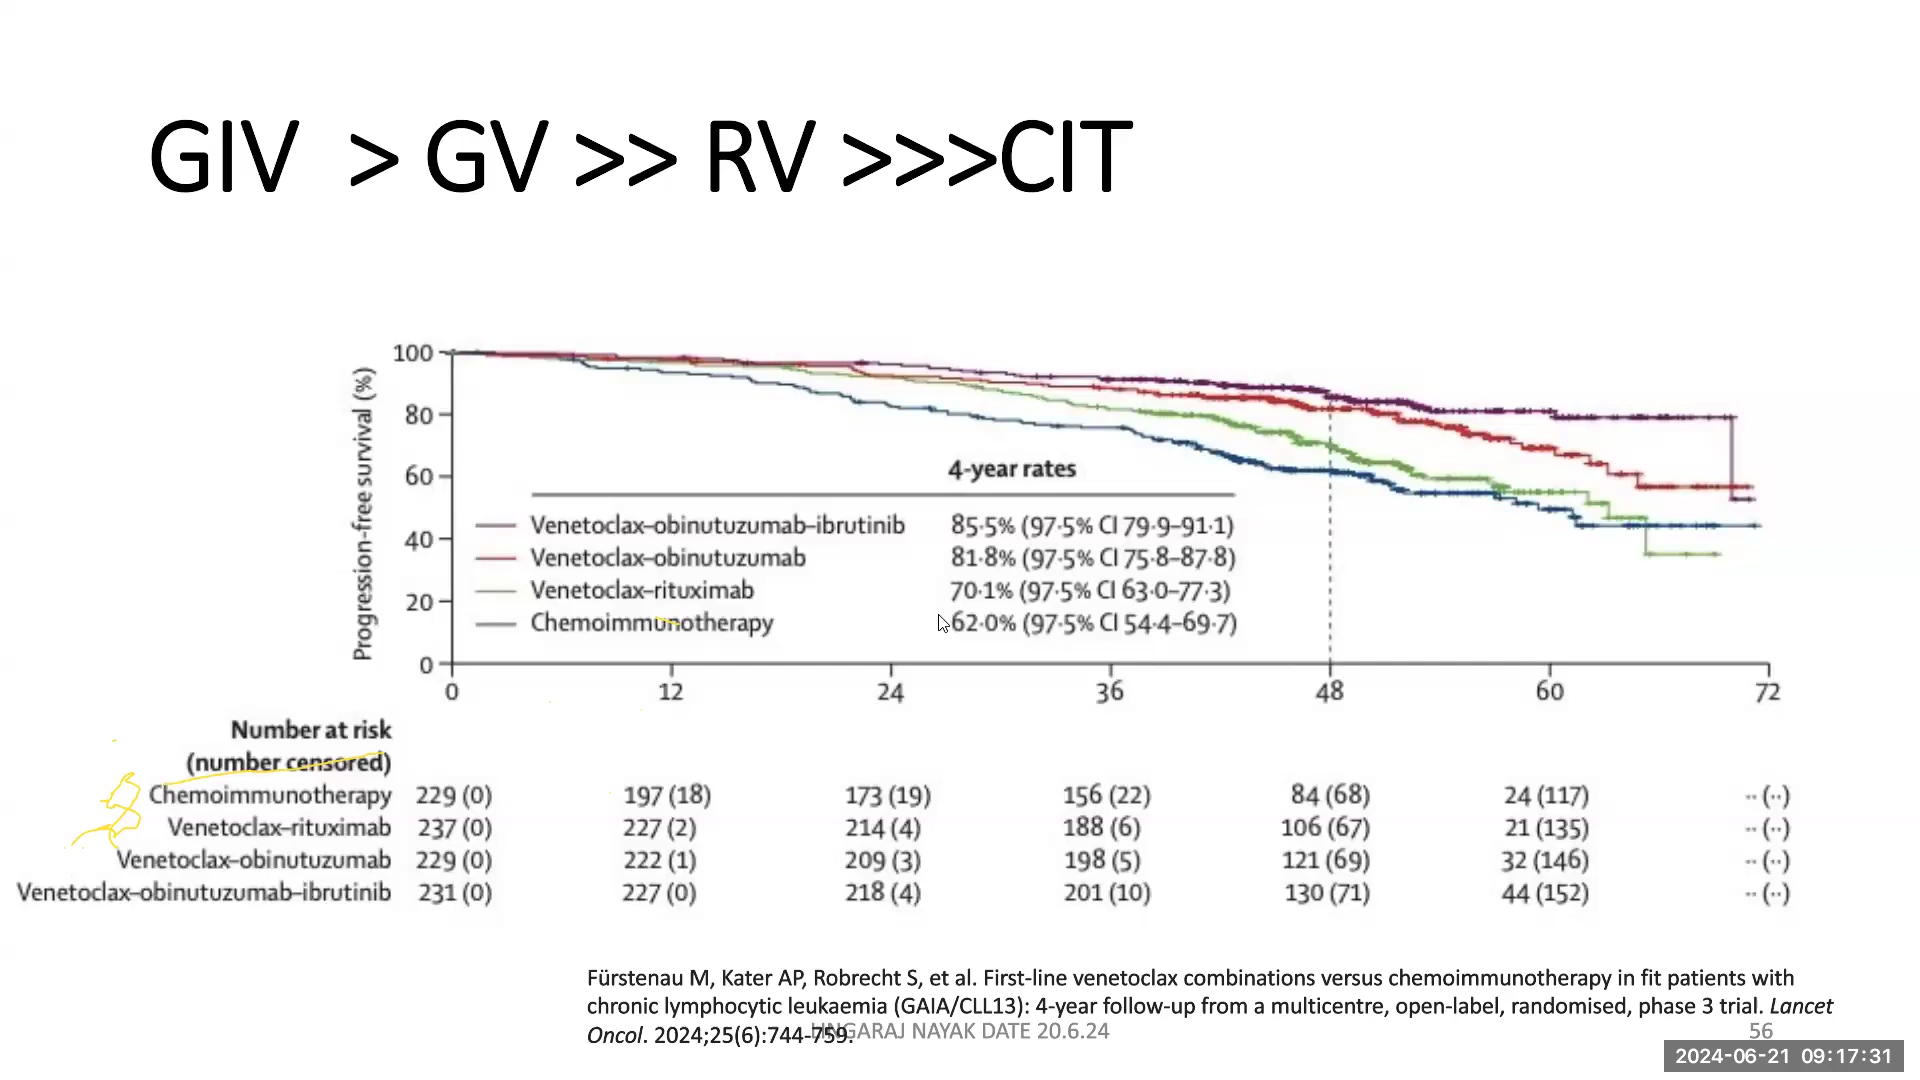 GIV > GV >> RV >>>CIT
Progression-free survival (%)
100
80
60
40
20
0
4-year rates
Venetoclax–obinutuzumab–ibrutinib 85·5% (97·5% CI 79·9–91·1)
Venetoclax–obinutuzumab 81·8% (97·5% CI 75·8–87·8)
Venetoclax–rituximab 70·1% (97·5% CI 63·0–77·3)
Chemoimmunotherapy 62·0% (97·5% CI 54·4–69·7)
0 12 24 36 48 60 72
Number at risk
(number censored)
Chemoimmunotherapy 229 (0) 197 (18) 173 (19) 156 (22) 84 (68) 24 (117) ·· (··)
Venetoclax–rituximab 237 (0) 227 (2) 214 (4) 188 (6) 106 (67) 21 (135) ·· (··)
Venetoclax–obinutuzumab 229 (0) 222 (1) 209 (3) 198 (5) 121 (69) 32 (146) ·· (··)
Venetoclax–obinutuzumab–ibrutinib 231 (0) 227 (0) 218 (4) 201 (10) 130 (71) 44 (152) ·· (··)
Fürstenau M, Kater AP, Robrecht S, et al. First-line venetoclax combinations versus chemoimmunotherapy in fit patients with
chronic lymphocytic leukaemia (GAIA/CLL13): 4-year follow-up from a multicentre, open-label, randomised, phase 3 trial. Lancet
Oncol. 2024;25(6):744-759.
NAYAK DATE 20.6.24
56
2024-06-21 09:17:31